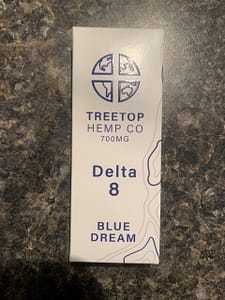 TREETOP
HEMP CO
700MG
Delta
8
BLUE
DREAM